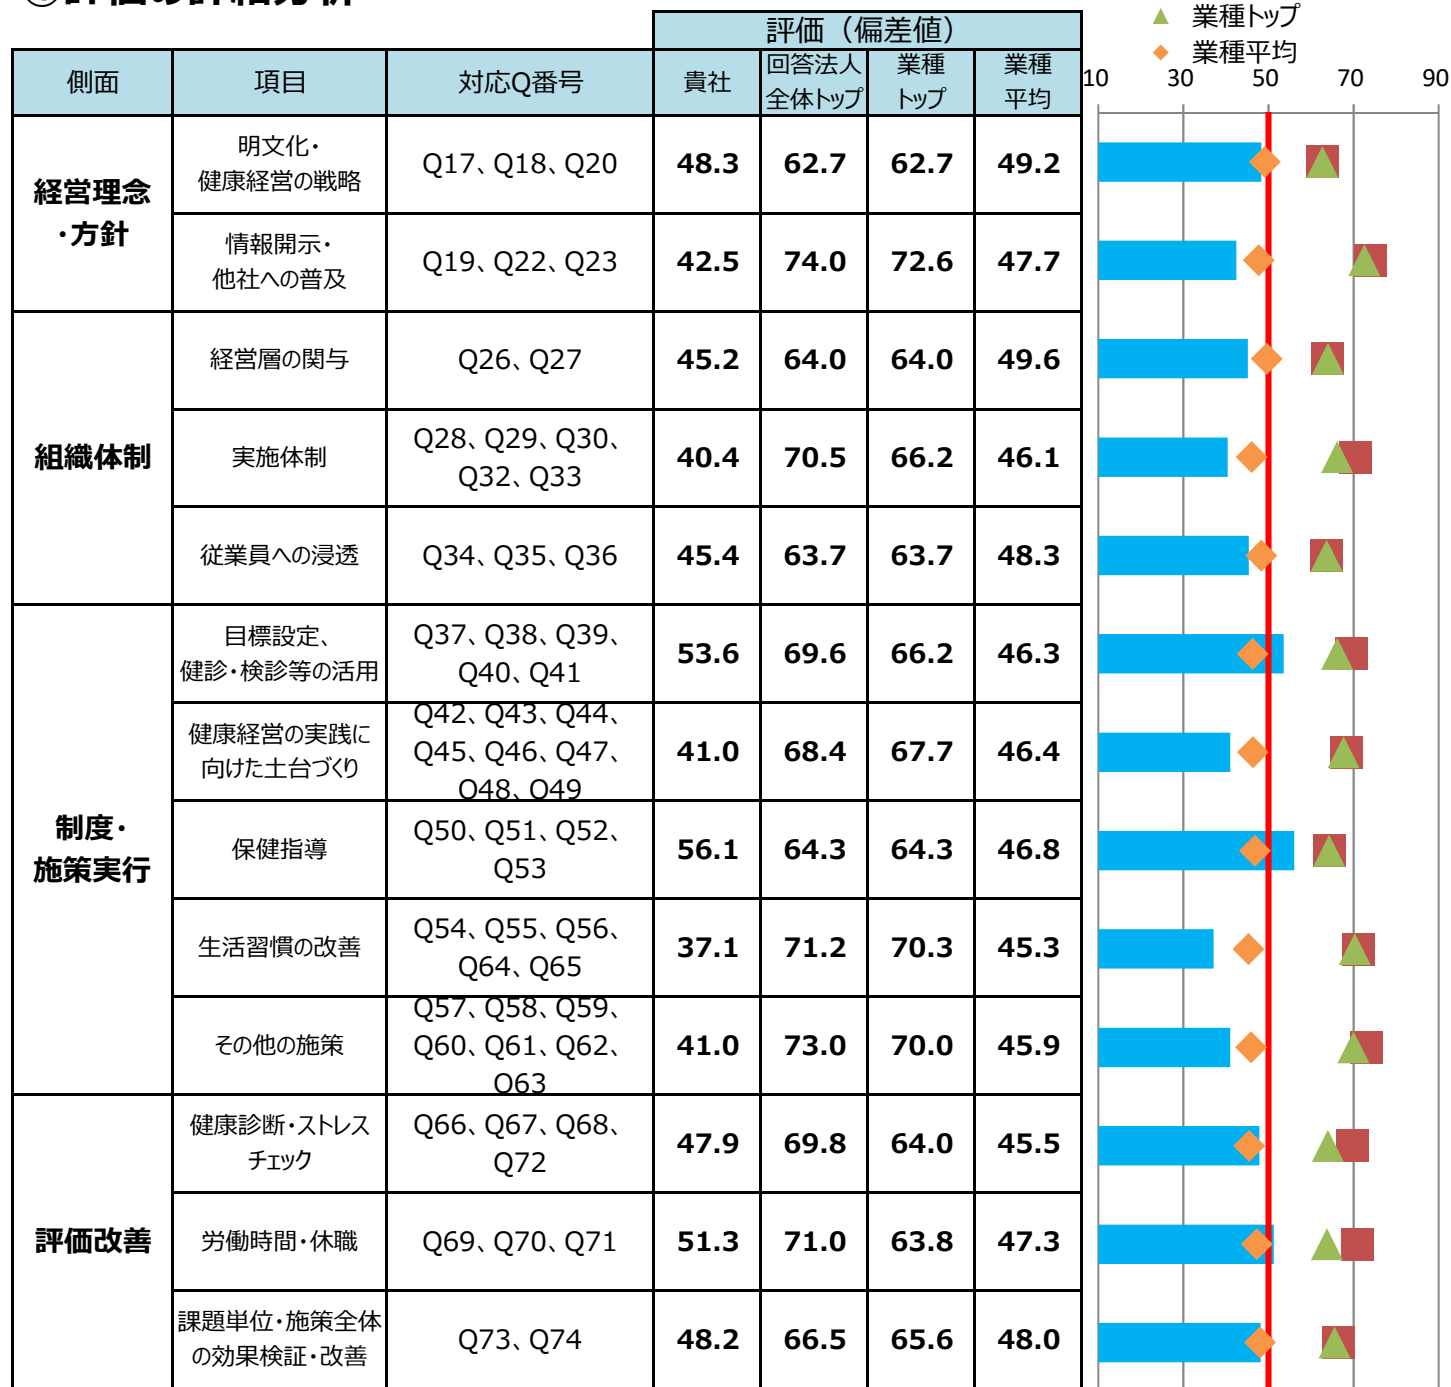 ①評価の詳細分析
▲ 業種トップ
◆ 業種平均
評価（偏差値）
側面 項目 対応Q番号 貴社 回答法人全体トップ 業種トップ 業種平均
10 30 50 70 90
経営理念・方針
明文化・健康経営の戦略 Q17、Q18、Q20 48.3 62.7 62.7 49.2
情報開示・他社への普及 Q19、Q22、Q23 42.5 74.0 72.6 47.7
組織体制
経営層の関与 Q26、Q27 45.2 64.0 64.0 49.6
実施体制 Q28、Q29、Q30、Q32、Q33 40.4 70.5 66.2 46.1
従業員への浸透 Q34、Q35、Q36 45.4 63.7 63.7 48.3
制度・施策実行
目標設定、健診・検診等の活用 Q37、Q38、Q39、Q40、Q41 53.6 69.6 66.2 46.3
健康経営の実践に向けた土台づくり Q42、Q43、Q44、Q45、Q46、Q47、Q48、Q49 41.0 68.4 67.7 46.4
保健指導 Q50、Q51、Q52、Q53 56.1 64.3 64.3 46.8
生活習慣の改善 Q54、Q55、Q56、Q64、Q65 37.1 71.2 70.3 45.3
その他の施策 Q57、Q58、Q59、Q60、Q61、Q62、Q63 41.0 73.0 70.0 45.9
評価改善
健康診断・ストレスチェック Q66、Q67、Q68、Q72 47.9 69.8 64.0 45.5
労働時間・休職 Q69、Q70、Q71 51.3 71.0 63.8 47.3
課題単位・施策全体の効果検証・改善 Q73、Q74 48.2 66.5 65.6 48.0